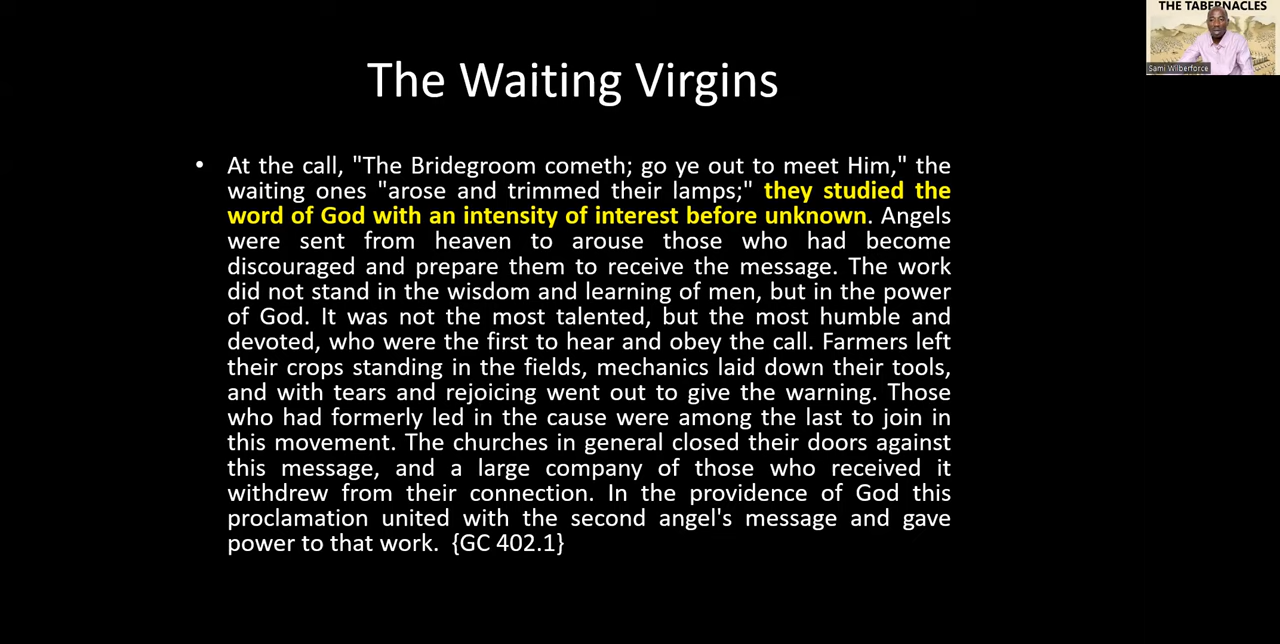 THE TABERNACLES
Sami Wilberforce
The Waiting Virgins
• At the call, "The Bridegroom cometh; go ye out to meet Him," the
waiting ones "arose and trimmed their lamps;" they studied the
word of God with an intensity of interest before unknown. Angels
were sent from heaven to arouse those who had become
discouraged and prepare them to receive the message. The work
did not stand in the wisdom and learning of men, but in the power
of God. It was not the most talented, but the most humble and
devoted, who were the first to hear and obey the call. Farmers left
their crops standing in the fields, mechanics laid down their tools,
and with tears and rejoicing went out to give the warning. Those
who had formerly led in the cause were among the last to join in
this movement. The churches in general closed their doors against
this message, and a large company of those who received it
withdrew from their connection. In the providence of God this
proclamation united with the second angel's message and gave
power to that work. {GC 402.1}